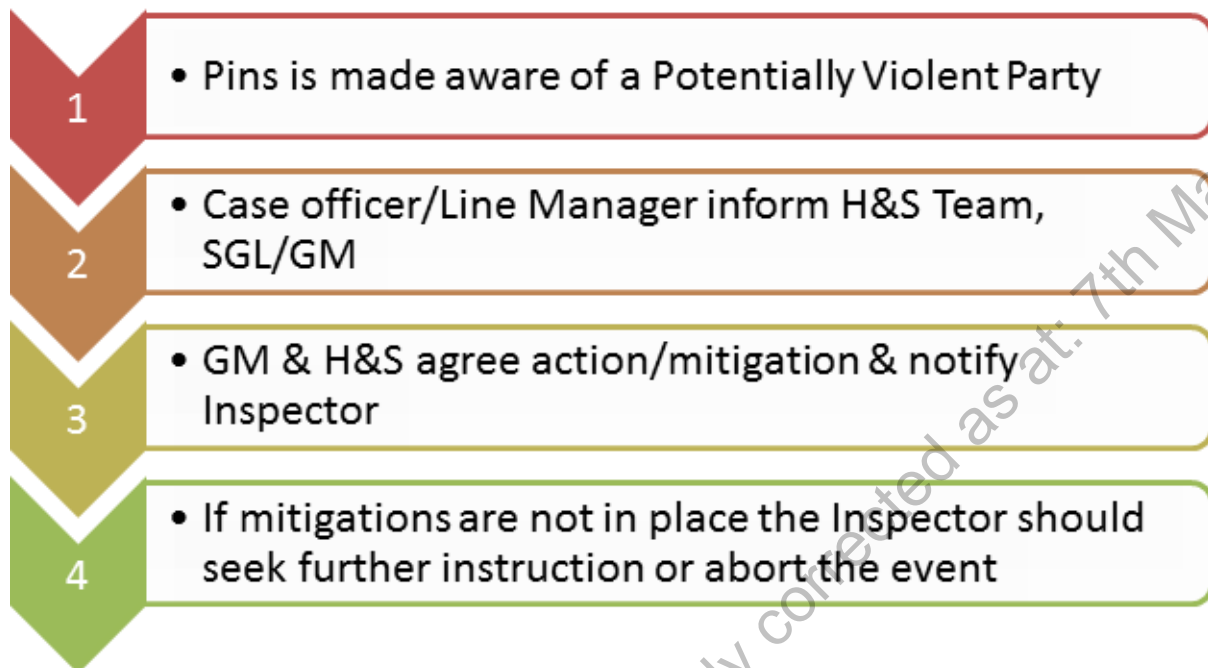 1
• Pins is made aware of a Potentially Violent Party
2
• Case officer/Line Manager inform H&S Team,
SGL/GM
3
• GM & H&S agree action/mitigation & notify
Inspector
4
• If mitigations are not in place the Inspector should
seek further instruction or abort the event
corrected as at: 7th